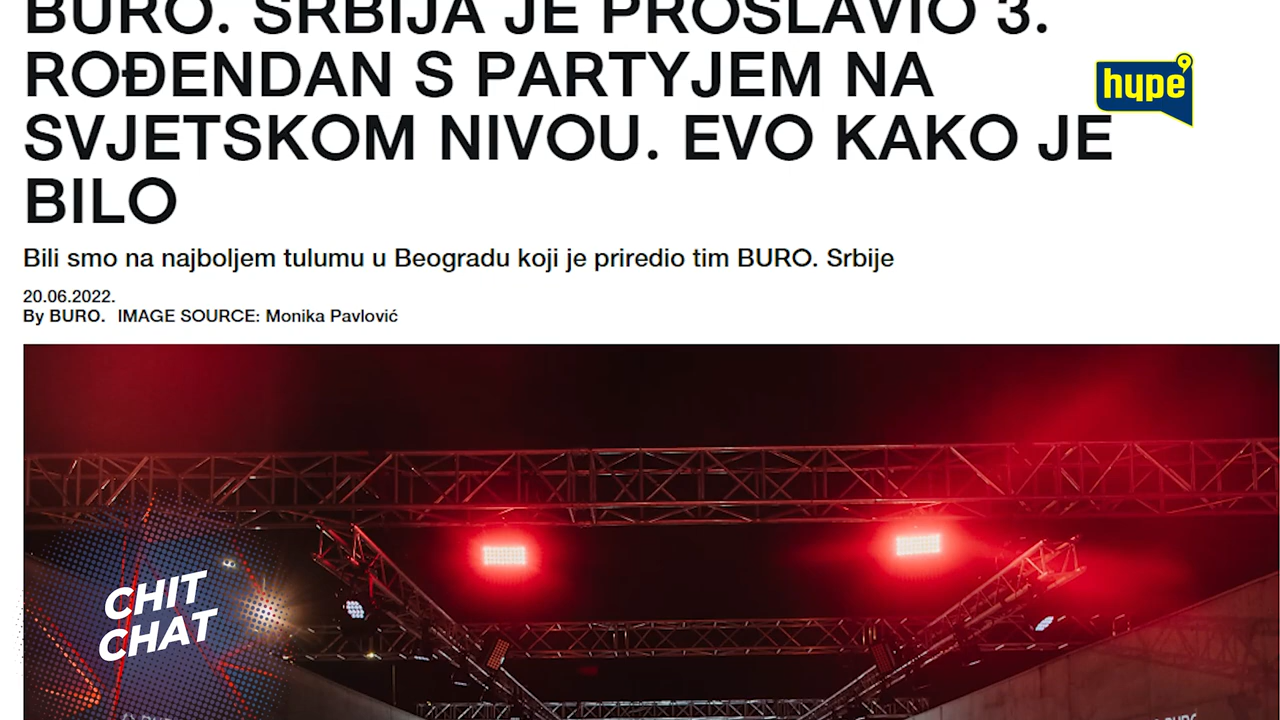 BURO. SRBIJA JE PROSLAVIO 3.
ROĐENDAN S PARTYJEM NA
SVJETSKOM NIVOU. EVO KAKO JE
BILO
hype
Bili smo na najboljem tulumu u Beogradu koji je priredio tim BURO. Srbije
20.06.2022.
By BURO. IMAGE SOURCE: Monika Pavlović
CHIT
CHAT